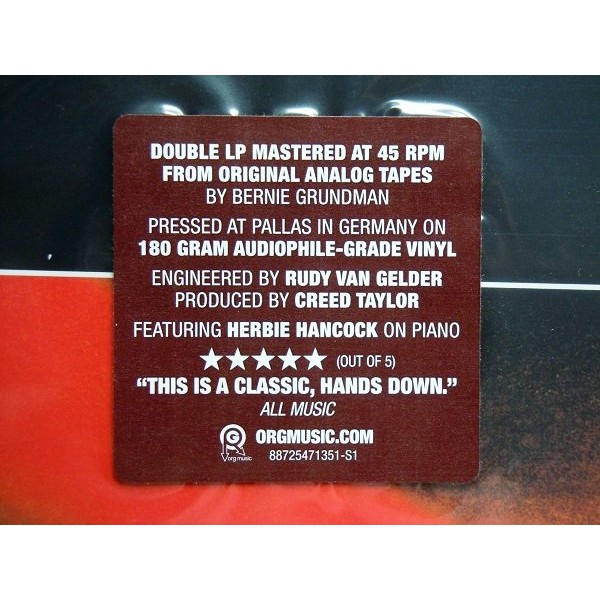 DOUBLE LP MASTERED AT 45 RPM
FROM ORIGINAL ANALOG TAPES
BY BERNIE GRUNDMAN
PRESSED AT PALLAS IN GERMANY ON
180 GRAM AUDIOPHILE-GRADE VINYL
ENGINEERED BY RUDY VAN GELDER
PRODUCED BY CREED TAYLOR
FEATURING HERBIE HANCOCK ON PIANO
★★★★★ (OUT OF 5)
“THIS IS A CLASSIC, HANDS DOWN.”
ALL MUSIC
org music
ORGMUSIC.COM
88725471351-S1